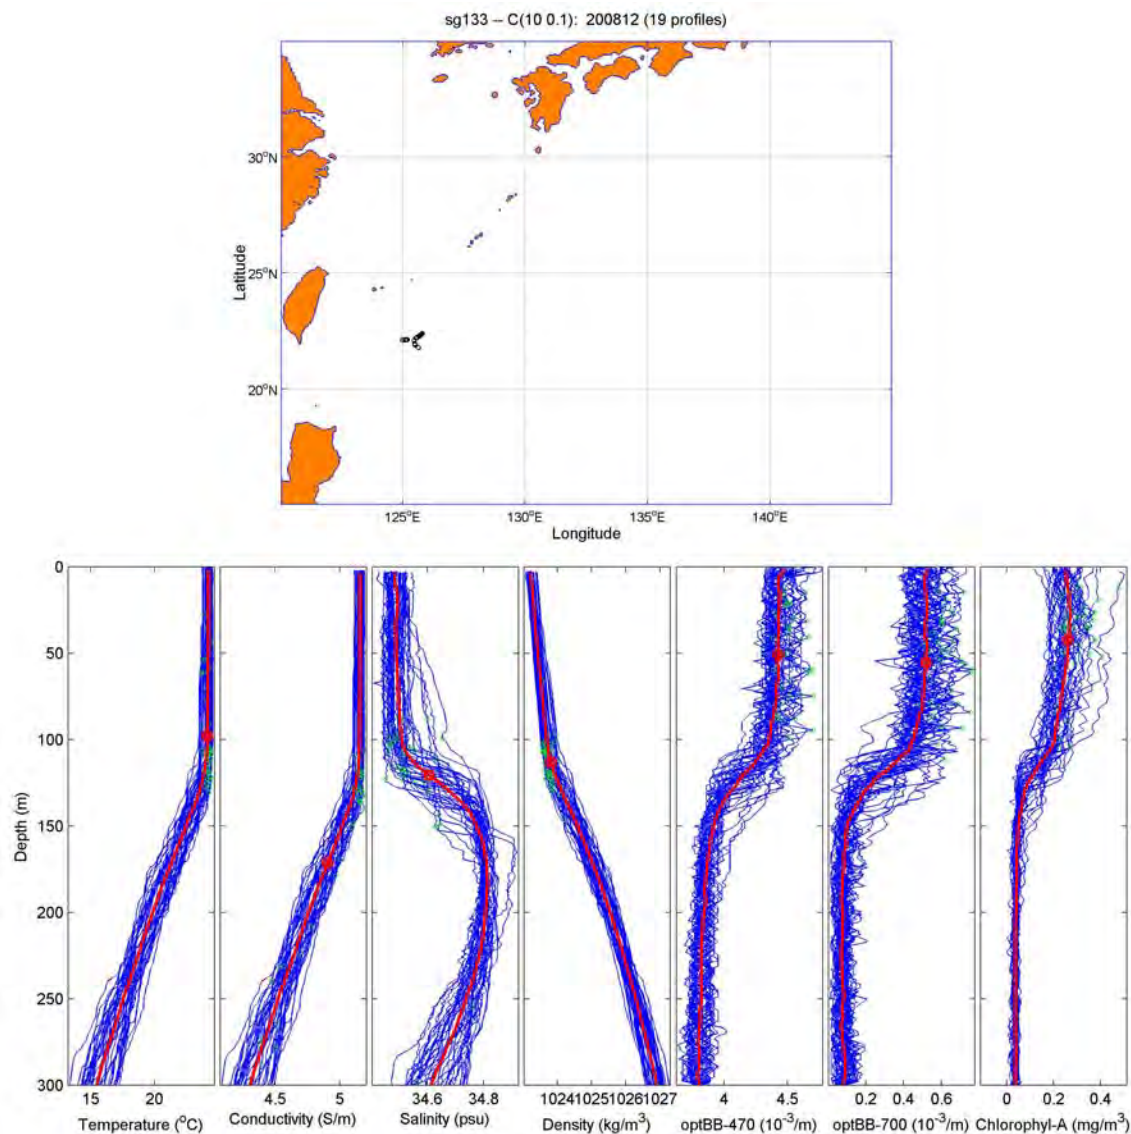 sg133 – C(10 0.1): 200812 (19 profiles)
30°N
25°N
20°N
Latitude
125°E 130°E 135°E 140°E
Longitude
0
50
100
150
200
250
300
Depth (m)
15 20 4.5 5 34.6 34.8 1024 1025 1026 1027 4 4.5 0.2 0.4 0.6 0 0.2 0.4
Temperature (°C) Conductivity (S/m) Salinity (psu) Density (kg/m³) optBB-470 (10⁻³/m) optBB-700 (10⁻³/m) Chlorophyl-A (mg/m³)